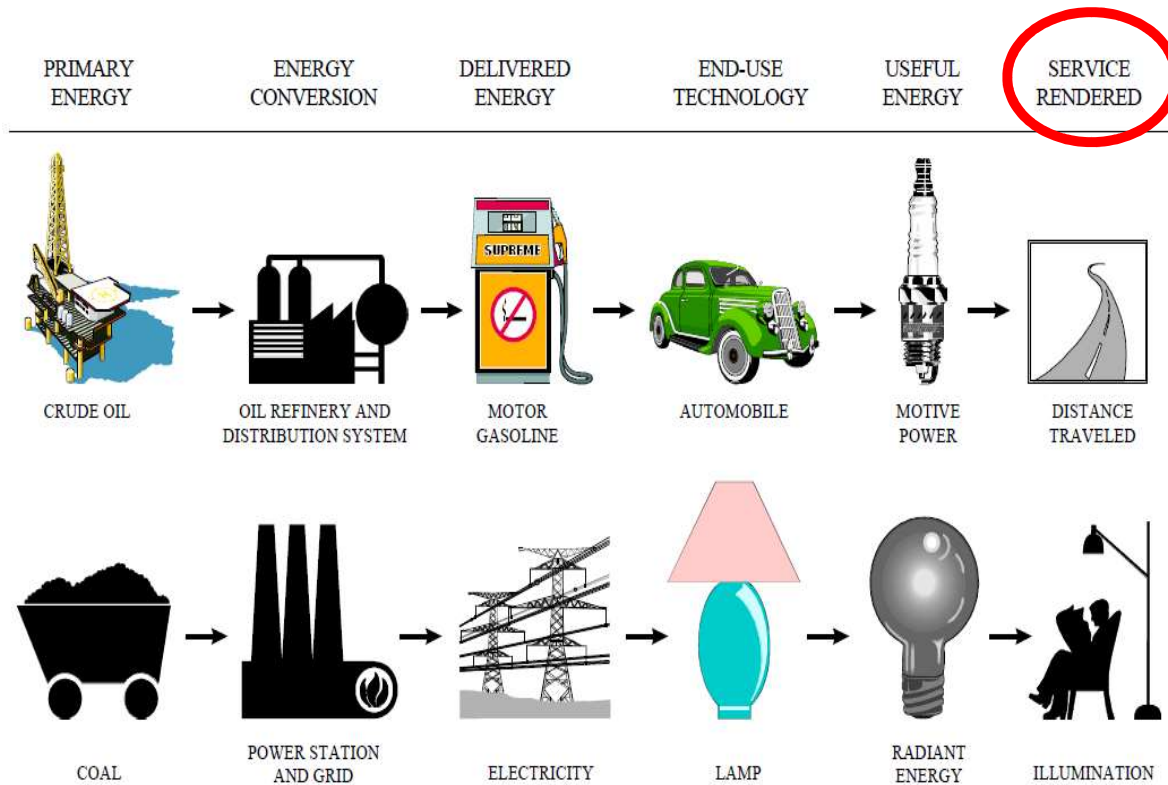 PRIMARY ENERGY
ENERGY CONVERSION
DELIVERED ENERGY
END-USE TECHNOLOGY
USEFUL ENERGY
SERVICE RENDERED
SUPREME
CRUDE OIL
OIL REFINERY AND
DISTRIBUTION SYSTEM
MOTOR
GASOLINE
AUTOMOBILE
MOTIVE
POWER
DISTANCE
TRAVELED
COAL
POWER STATION
AND GRID
ELECTRICITY
LAMP
RADIANT
ENERGY
ILLUMINATION